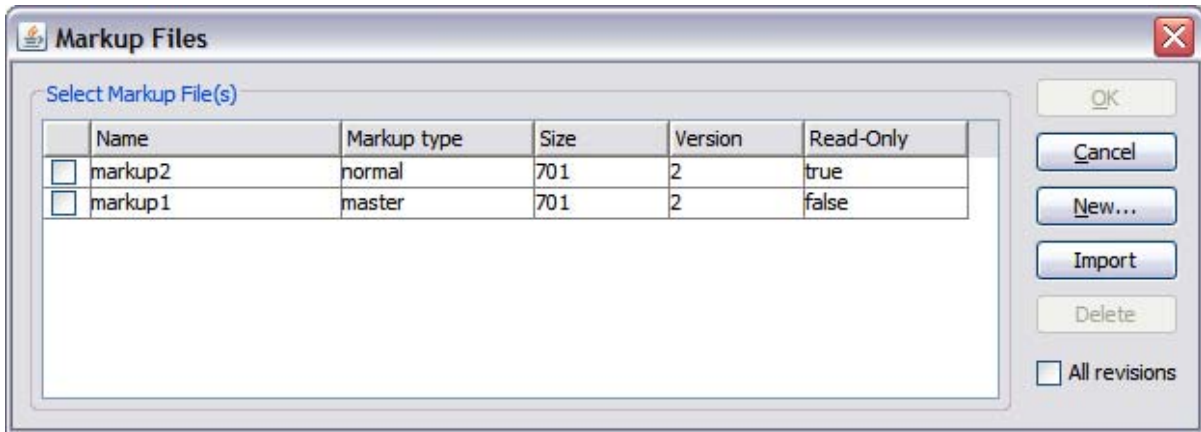 Markup Files
Select Markup File(s)
Name Markup type Size Version Read-Only
markup2 normal 701 2 true
markup1 master 701 2 false
OK
Cancel
New...
Import
Delete
All revisions